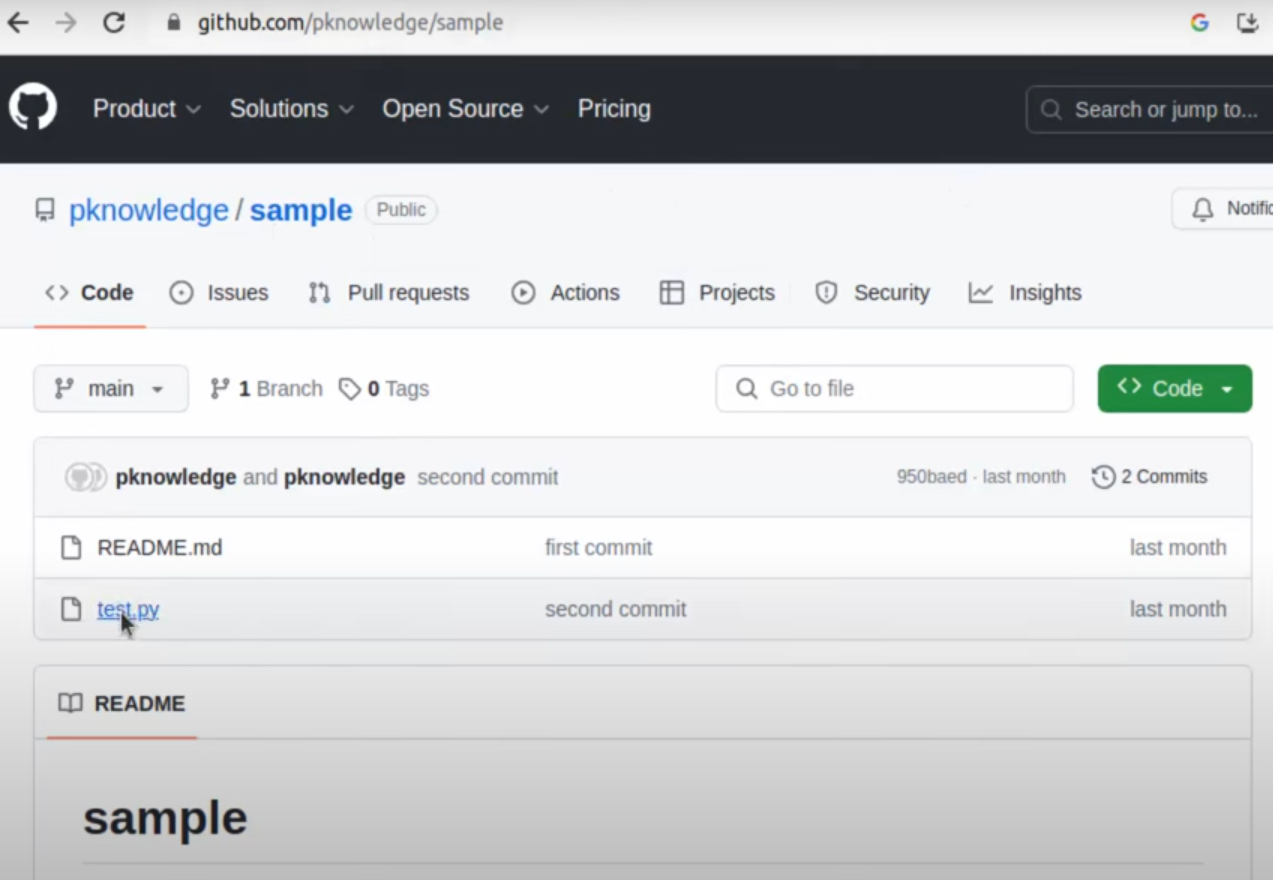 github.com/pknowledge/sample
Product Solutions Open Source Pricing Search or jump to...
pknowledge / sample Public
Code Issues Pull requests Actions Projects Security Insights
main 1 Branch 0 Tags Go to file Code
pknowledge and pknowledge second commit 950baed · last month 2 Commits
README.md first commit last month
test.py second commit last month
README
sample